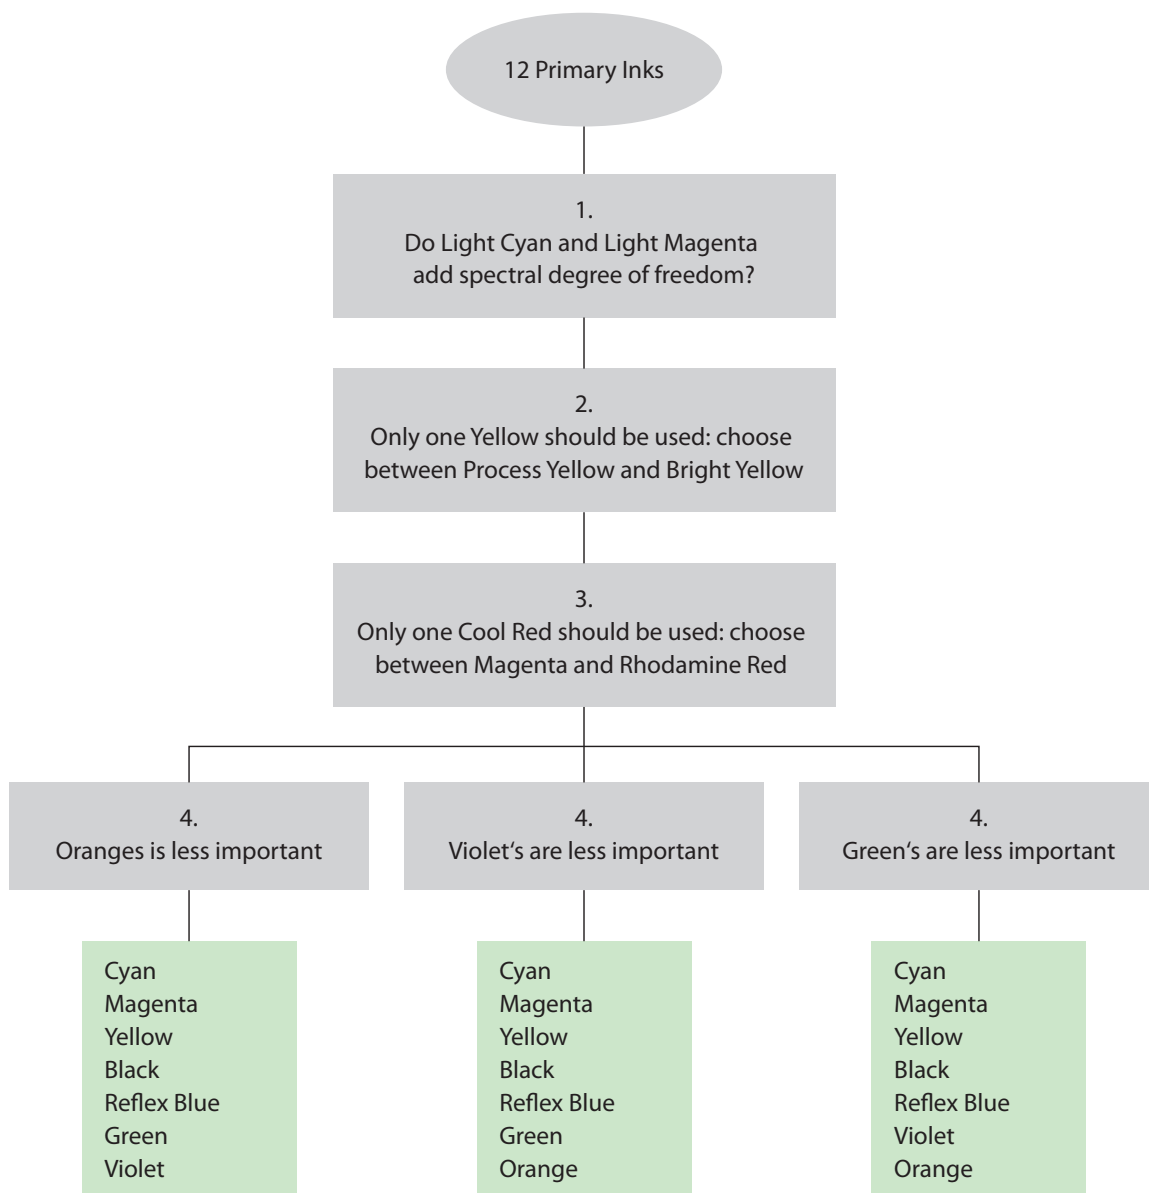 12 Primary Inks
1.
Do Light Cyan and Light Magenta
add spectral degree of freedom?
2.
Only one Yellow should be used: choose
between Process Yellow and Bright Yellow
3.
Only one Cool Red should be used: choose
between Magenta and Rhodamine Red
4.
Oranges is less important
4.
Violet‘s are less important
4.
Green‘s are less important
Cyan
Magenta
Yellow
Black
Reflex Blue
Green
Violet
Cyan
Magenta
Yellow
Black
Reflex Blue
Green
Orange
Cyan
Magenta
Yellow
Black
Reflex Blue
Violet
Orange